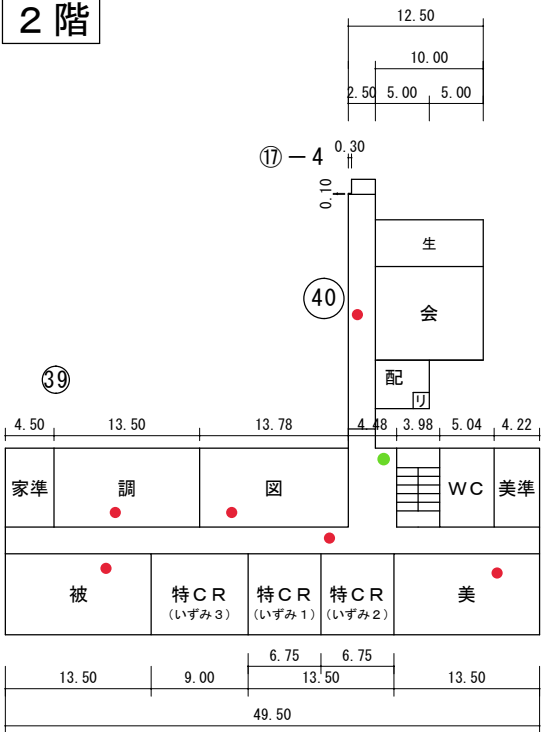 ２階
12.50
10.00
2.50 5.00 5.00
⑰－4 0.30
0.10
生
会
㊵
配
リ
㊴
4.50 13.50 13.78 4.48 3.98 5.04 4.22
家準 調 図 ＷＣ 美準
被 特ＣＲ 特ＣＲ 特ＣＲ 美
(いずみ３) (いずみ１) (いずみ２)
6.75 6.75
13.50 9.00 13.50 13.50
49.50